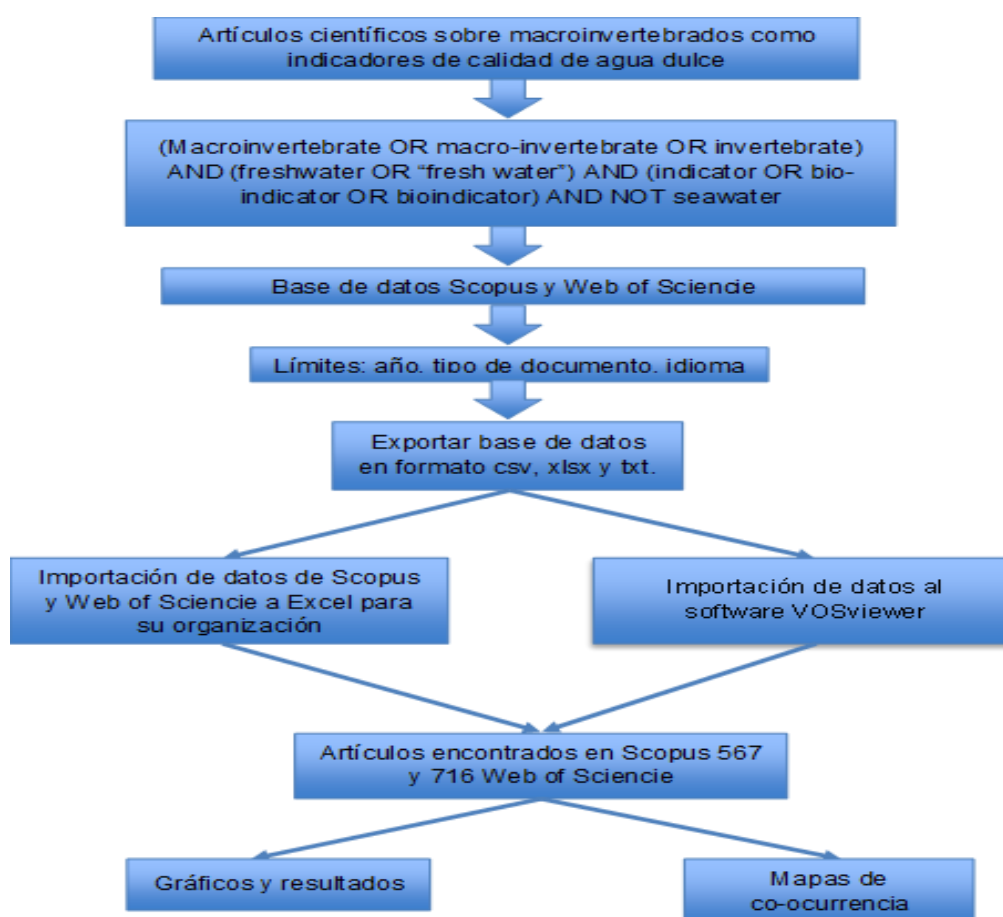 Artículos científicos sobre macroinvertebrados como
indicadores de calidad de agua dulce
(Macroinvertebrate OR macro-invertebrate OR invertebrate)
AND (freshwater OR “fresh water”) AND (indicator OR bio-
indicator OR bioindicator) AND NOT seawater
Base de datos Scopus y Web of Sciencie
Límites: año, tipo de documento, idioma
Exportar base de datos
en formato csv, xlsx y txt.
Importación de datos de Scopus
y Web of Sciencie a Excel para
su organización
Importación de datos al
software VOSviewer
Artículos encontrados en Scopus 567
y 716 Web of Sciencie
Gráficos y resultados
Mapas de
co-ocurrencia